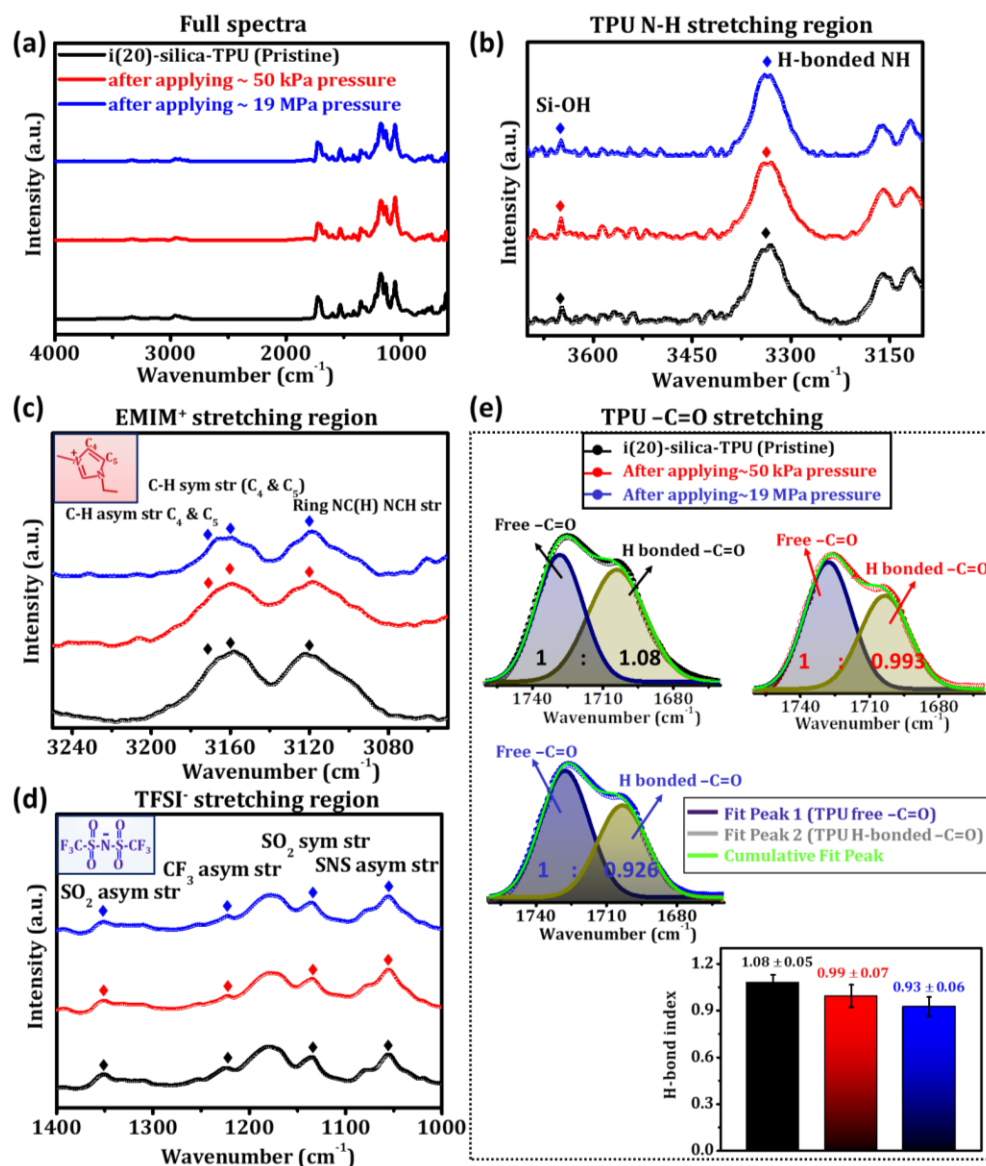 Full spectra
(a)
i(20)-silica-TPU (Pristine)
after applying ~ 50 kPa pressure
after applying ~ 19 MPa pressure
Intensity (a.u.)
4000 3000 2000 1000
Wavenumber (cm⁻¹)
TPU N-H stretching region
(b)
H-bonded NH
Si-OH
Intensity (a.u.)
3600 3450 3300 3150
Wavenumber (cm⁻¹)
(c)
EMIM⁺ stretching region
C₄
C₅
N
+
N
C-H sym str (C₄ & C₅)
Ring NC(H) NCH str
C-H asym str C₄ & C₅
Intensity (a.u.)
3240 3200 3160 3120 3080
Wavenumber (cm⁻¹)
(d)
TFSI⁻ stretching region
O O
F₃C-S-N-S-CF₃
O O
SO₂ sym str
CF₃ asym str
SNS asym str
SO₂ asym str
Intensity (a.u.)
1400 1300 1200 1100 1000
Wavenumber (cm⁻¹)
(e)
TPU –C=O stretching
i(20)-silica-TPU (Pristine)
After applying~50 kPa pressure
After applying~19 MPa pressure
Free –C=O
H bonded –C=O
1 : 1.08
1740 1710 1680
Wavenumber (cm⁻¹)
Free –C=O
H bonded –C=O
1 : 0.993
1740 1710 1680
Wavenumber (cm⁻¹)
Free –C=O
H bonded –C=O
1 : 0.926
1740 1710 1680
Wavenumber (cm⁻¹)
Fit Peak 1 (TPU free –C=O)
Fit Peak 2 (TPU H-bonded –C=O)
Cumulative Fit Peak
H-bond index
1.2
0.9
0.6
0.3
0.0
1.08 ± 0.05
0.99 ± 0.07
0.93 ± 0.06